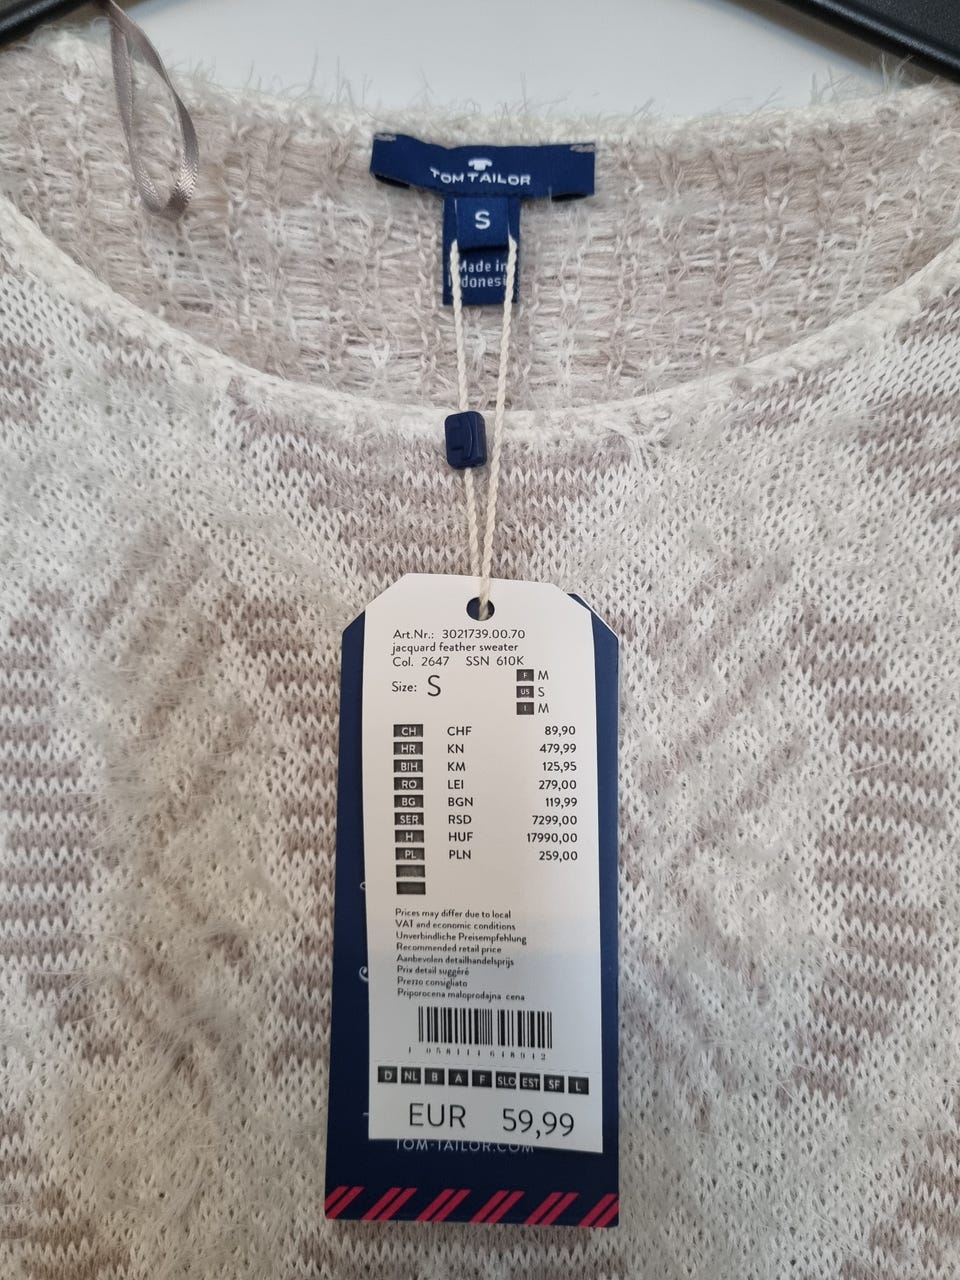 TOM TAILOR
S
Made in
Art.Nr.: 3021739.00.70
jacquard feather sweater
Col. 2647 SSN 610K
Size: S
F M
US S
I M
CH CHF 89,90
HR KN 479,99
BIH KM 125,95
RO LEI 279,00
BG BGN 119,99
SER RSD 7299,00
H HUF 17990,00
PL PLN 259,00
Prices may differ due to local
VAT and economic conditions
Unverbindliche Preisempfehlung
Recommended retail price
Aanbevolen detailhandelsprijs
Prix detail suggéré
Prezzo consigliato
Priporocena maloprodajna cena
D NL B A F SLO EST SF L
EUR 59,99
TOM-TAILOR.COM